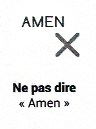 AMEN
Ne pas dire
« Amen »